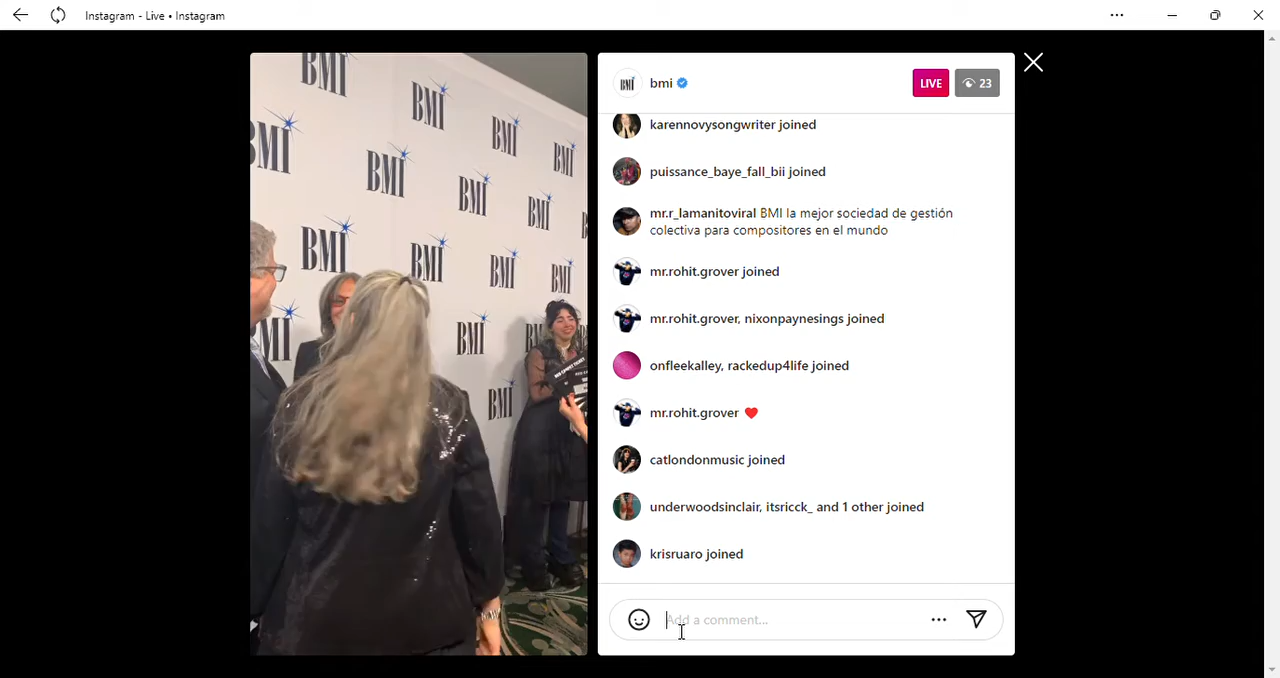 Instagram - Live • Instagram
bmi
LIVE
23
karennovysongwriter joined
puissance_baye_fall_bii joined
mr.r_lamanitoviral BMI la mejor sociedad de gestión
colectiva para compositores en el mundo
mr.rohit.grover joined
mr.rohit.grover, nixonpaynesings joined
onfleekalley, rackedup4life joined
mr.rohit.grover ❤️
catlondonmusic joined
underwoodsinclair, itsricck_ and 1 other joined
krisruaro joined
Add a comment...
BMI
BMI
BMI
BMI
BMI
BMI
BMI
BMI
BMI
BMI
BMI
BMI
BMI
BMI